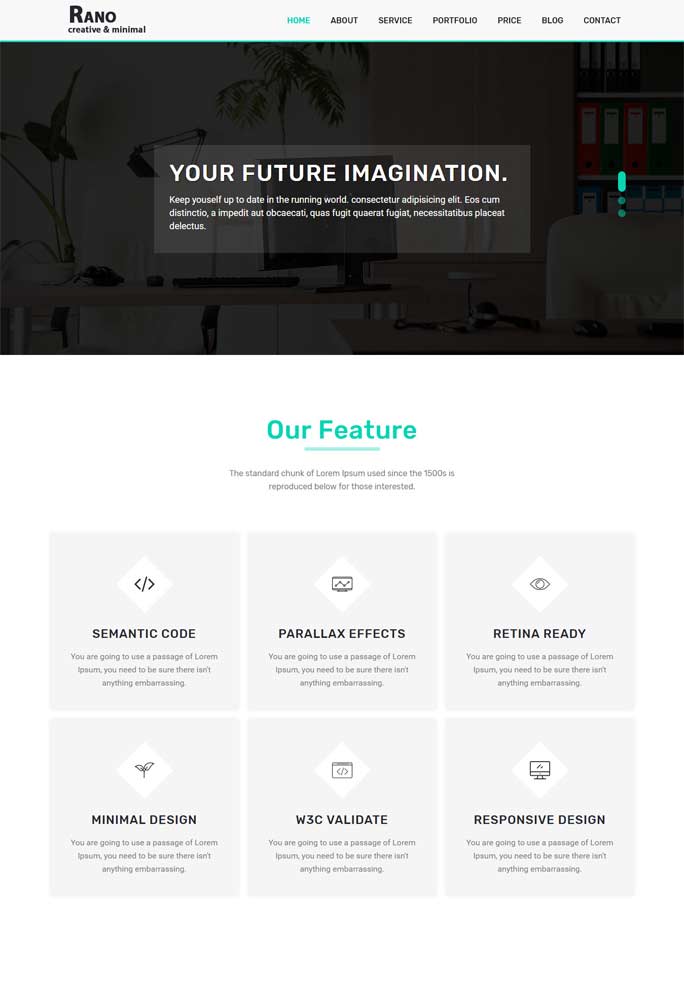 RANO
creative & minimal
HOME ABOUT SERVICE PORTFOLIO PRICE BLOG CONTACT
YOUR FUTURE IMAGINATION.
Keep youself up to date in the running world. consectetur adipisicing elit. Eos cum
distinctio, a impedit aut obcaecati, quas fugit quaerat fugiat, necessitatibus placeat
delectus.
Our Feature
The standard chunk of Lorem Ipsum used since the 1500s is
reproduced below for those interested.
SEMANTIC CODE
You are going to use a passage of Lorem
Ipsum, you need to be sure there isn't
anything embarrassing.
PARALLAX EFFECTS
You are going to use a passage of Lorem
Ipsum, you need to be sure there isn't
anything embarrassing.
RETINA READY
You are going to use a passage of Lorem
Ipsum, you need to be sure there isn't
anything embarrassing.
MINIMAL DESIGN
You are going to use a passage of Lorem
Ipsum, you need to be sure there isn't
anything embarrassing.
W3C VALIDATE
You are going to use a passage of Lorem
Ipsum, you need to be sure there isn't
anything embarrassing.
RESPONSIVE DESIGN
You are going to use a passage of Lorem
Ipsum, you need to be sure there isn't
anything embarrassing.